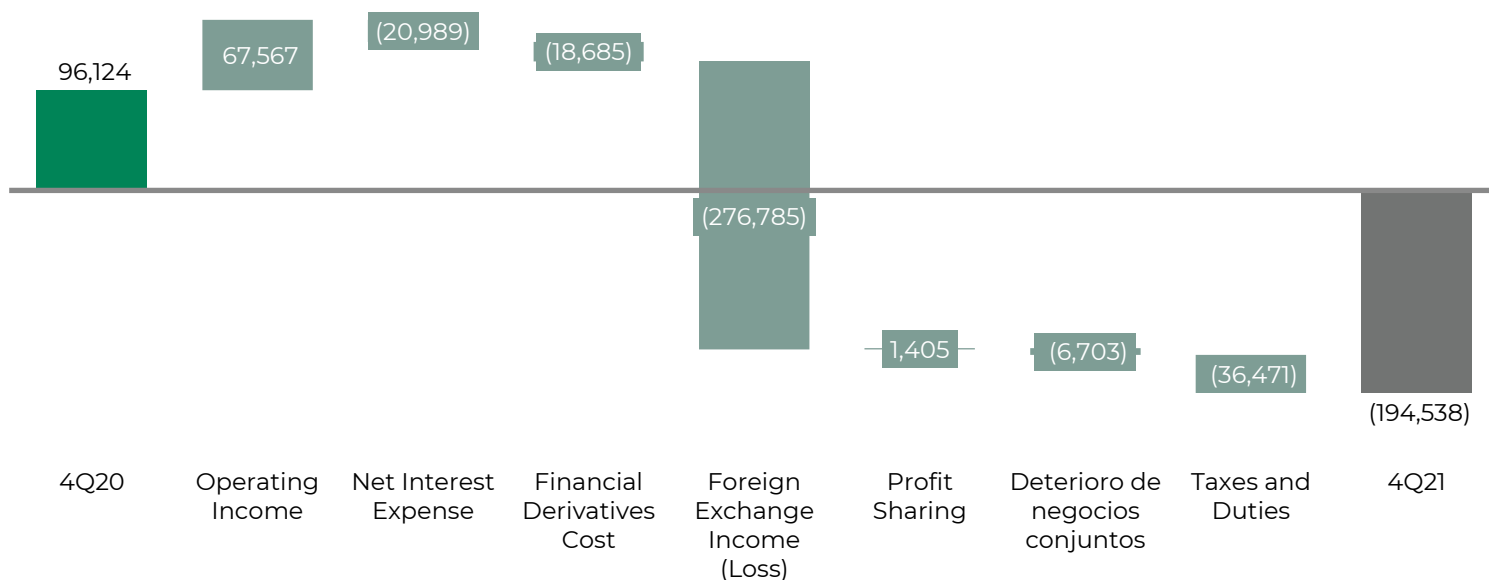 96,124
67,567
(20,989)
(18,685)
(276,785)
1,405
(6,703)
(36,471)
(194,538)
4Q20
Operating
Income
Net Interest
Expense
Financial
Derivatives
Cost
Foreign
Exchange
Income
(Loss)
Profit
Sharing
Deterioro de
negocios
conjuntos
Taxes and
Duties
4Q21